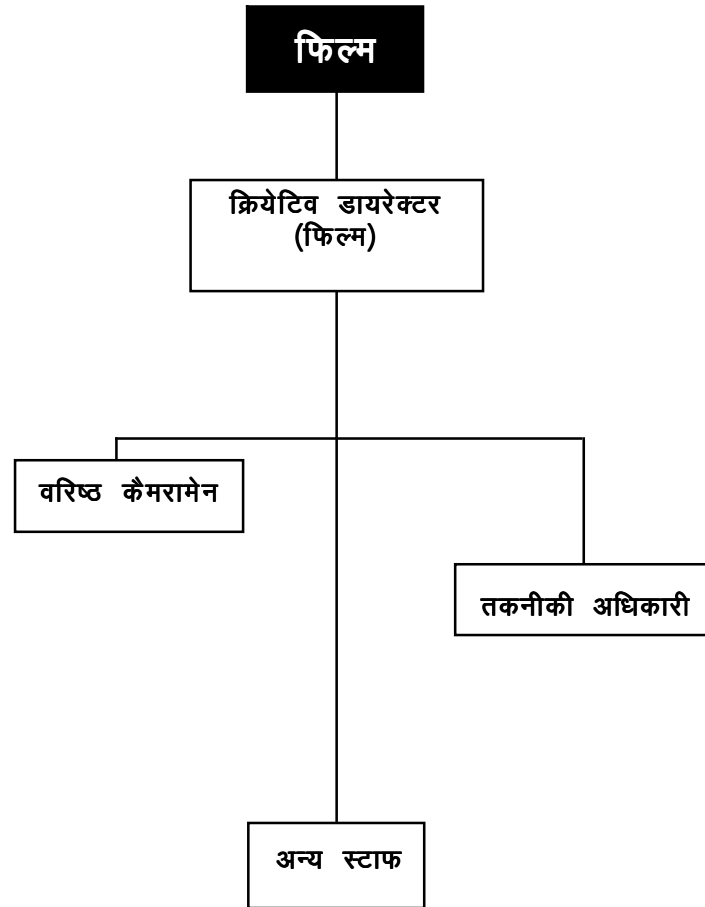 फिल्म
क्रियेटिव डायरेक्टर
(फिल्म)
वरिष्ठ कैमरामेन
तकनीकी अधिकारी
अन्य स्टाफ